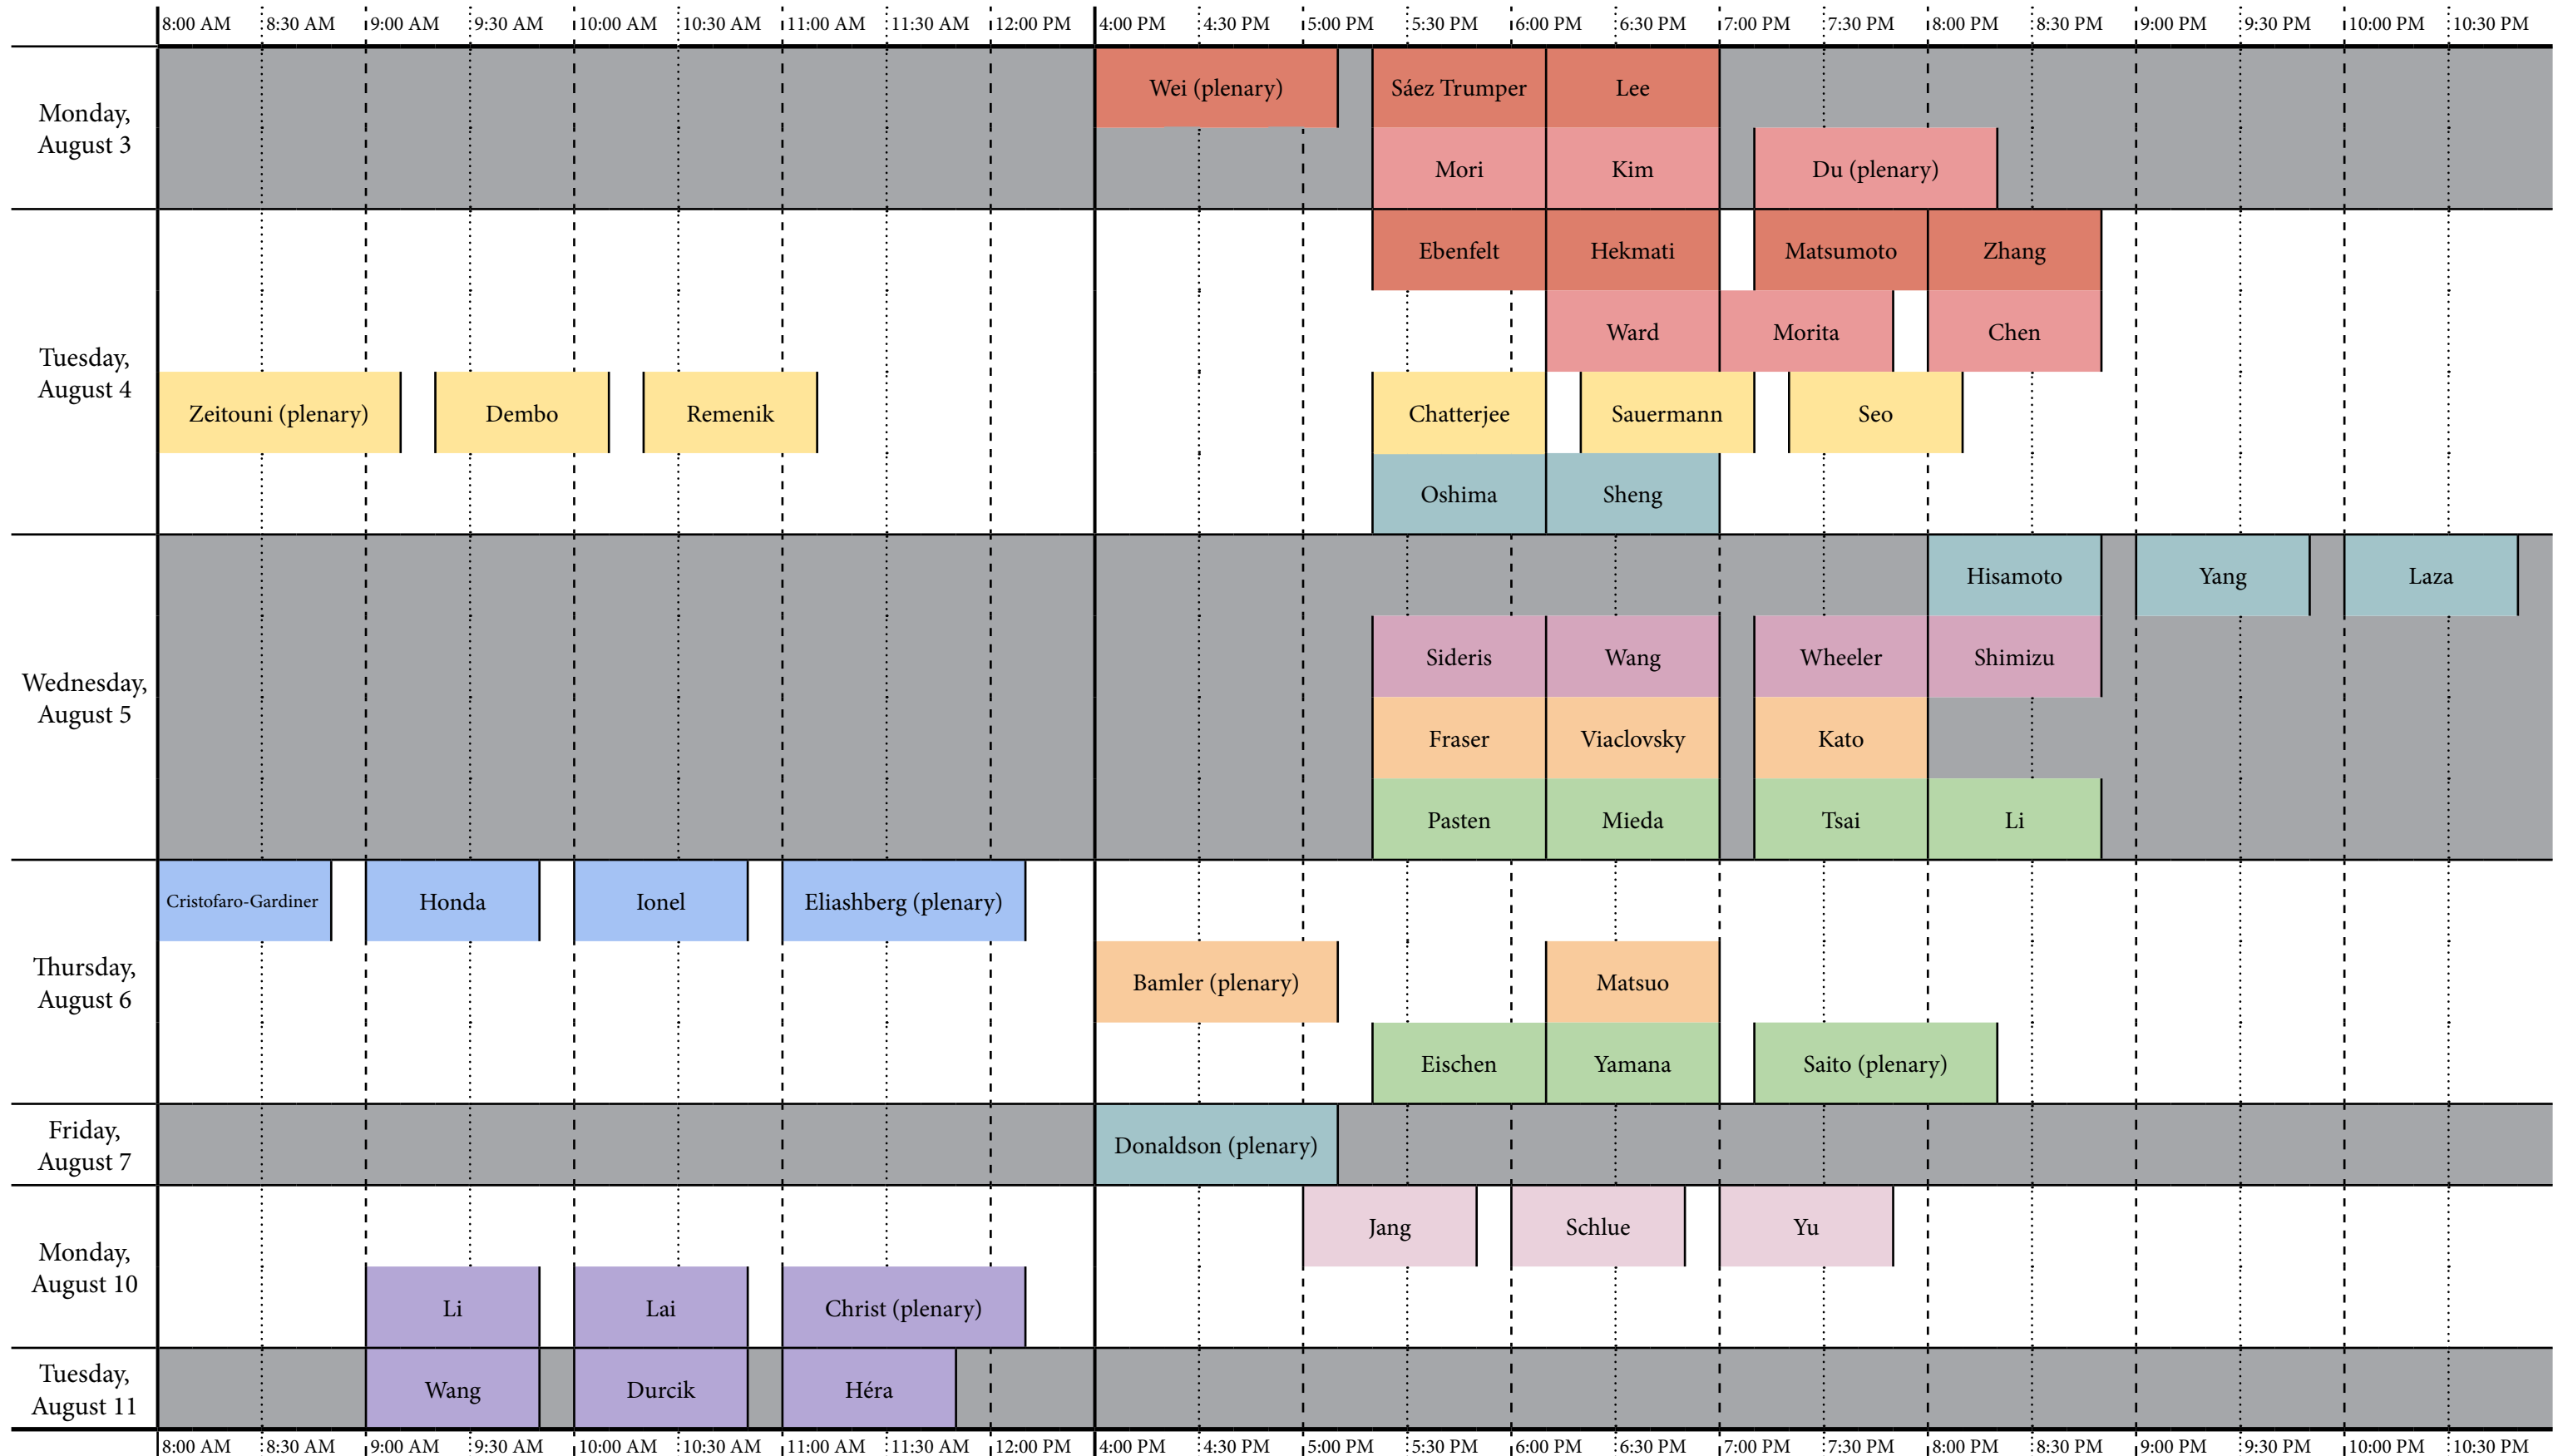 8:00 AM 8:30 AM 9:00 AM 9:30 AM 10:00 AM 10:30 AM 11:00 AM 11:30 AM 12:00 PM 4:00 PM 4:30 PM 5:00 PM 5:30 PM 6:00 PM 6:30 PM 7:00 PM 7:30 PM 8:00 PM 8:30 PM 9:00 PM 9:30 PM 10:00 PM 10:30 PM
Monday,
August 3
Wei (plenary) Sáez Trumper Lee
Mori Kim Du (plenary)
Tuesday,
August 4
Ebenfelt Hekmati Matsumoto Zhang
Ward Morita Chen
Zeitouni (plenary) Dembo Remenik Chatterjee Sauermann Seo
Oshima Sheng
Wednesday,
August 5
Hisamoto Yang Laza
Sideris Wang Wheeler Shimizu
Fraser Viaclovsky Kato
Pasten Mieda Tsai Li
Thursday,
August 6
Cristofaro-Gardiner Honda Ionel Eliashberg (plenary)
Bamler (plenary) Matsuo
Eischen Yamana Saito (plenary)
Friday,
August 7
Donaldson (plenary)
Monday,
August 10
Jang Schlue Yu
Li Lai Christ (plenary)
Tuesday,
August 11
Wang Durcik Héra
8:00 AM 8:30 AM 9:00 AM 9:30 AM 10:00 AM 10:30 AM 11:00 AM 11:30 AM 12:00 PM 4:00 PM 4:30 PM 5:00 PM 5:30 PM 6:00 PM 6:30 PM 7:00 PM 7:30 PM 8:00 PM 8:30 PM 9:00 PM 9:30 PM 10:00 PM 10:30 PM